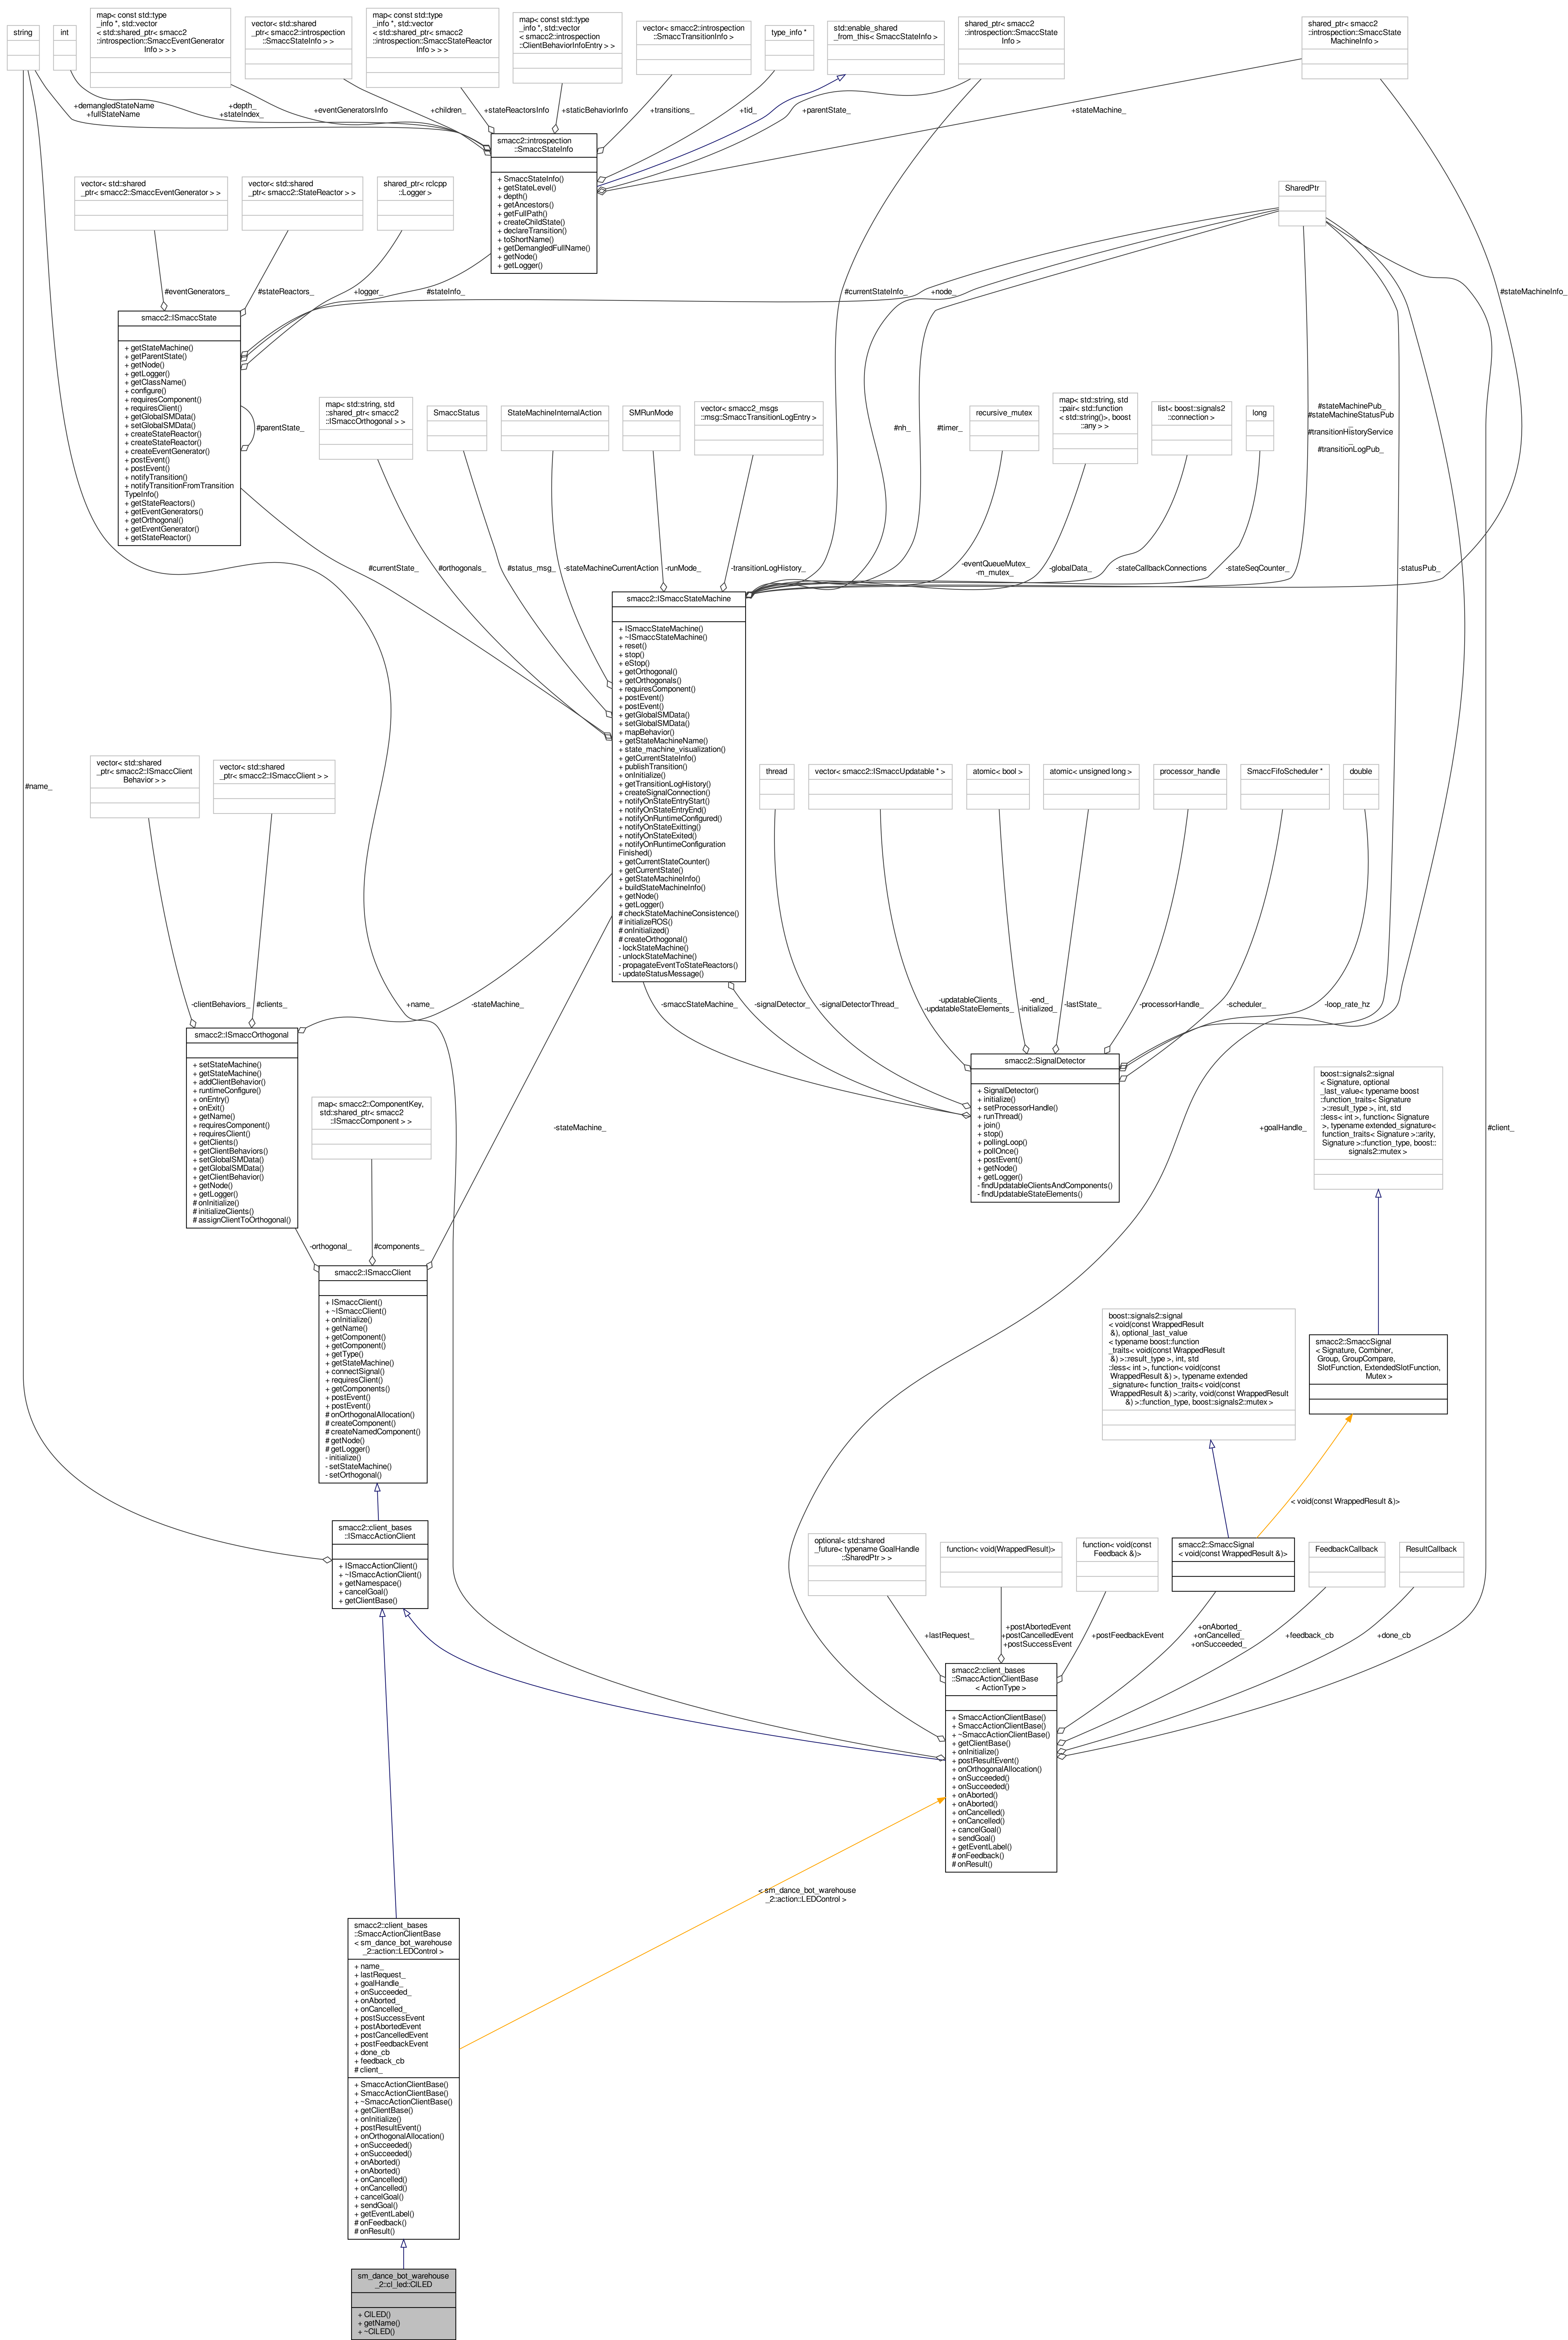 string
int
map< const std::type
_info *, std::vector
< std::shared_ptr< smacc2
::introspection::SmaccEventGenerator
Info > > >
vector< std::shared
_ptr< smacc2::introspection
::SmaccStateInfo > >
map< const std::type
_info *, std::vector
< std::shared_ptr< smacc2
::introspection::SmaccStateReactor
Info > > >
map< const std::type
_info *, std::vector
< smacc2::introspection
::ClientBehaviorInfoEntry > >
vector< smacc2::introspection
::SmaccTransitionInfo >
type_info *
std::enable_shared
_from_this< SmaccStateInfo >
shared_ptr< smacc2
::introspection::SmaccState
Info >
shared_ptr< smacc2
::introspection::SmaccState
MachineInfo >
+demangledStateName
+fullStateName
+depth_
+stateIndex_
+eventGeneratorsInfo
+children_
+stateReactorsInfo
+staticBehaviorInfo
+transitions_
+tid_
+parentState_
+stateMachine_
smacc2::introspection
::SmaccStateInfo
+ SmaccStateInfo()
+ getStateLevel()
+ depth()
+ getAncestors()
+ getFullPath()
+ createChildState()
+ declareTransition()
+ toShortName()
+ getDemangledFullName()
+ getNode()
+ getLogger()
vector< std::shared
_ptr< smacc2::SmaccEventGenerator > >
vector< std::shared
_ptr< smacc2::StateReactor > >
shared_ptr< rclcpp
::Logger >
SharedPtr
#eventGenerators_
#stateReactors_
+logger_
#stateInfo_
#currentStateInfo_
+node_
#stateMachineInfo_
smacc2::ISmaccState
+ getStateMachine()
+ getParentState()
+ getNode()
+ getLogger()
+ getClassName()
+ configure()
+ requiresComponent()
+ requiresClient()
+ getGlobalSMData()
+ setGlobalSMData()
+ createStateReactor()
+ createStateReactor()
+ createEventGenerator()
+ postEvent()
+ postEvent()
+ notifyTransition()
+ notifyTransitionFromTransition
TypeInfo()
+ getStateReactors()
+ getEventGenerators()
+ getOrthogonal()
+ getEventGenerator()
+ getStateReactor()
#parentState_
map< std::string, std
::shared_ptr< smacc2
::ISmaccOrthogonal > >
SmaccStatus
StateMachineInternalAction
SMRunMode
vector< smacc2_msgs
::msg::SmaccTransitionLogEntry >
#nh_
#timer_
recursive_mutex
map< std::string, std
::pair< std::function
< std::string()>, boost
::any > >
list< boost::signals2
::connection >
long
#stateMachinePub_
#stateMachineStatusPub
_
#transitionHistoryService
_
#transitionLogPub_
#currentState_
#orthogonals_
#status_msg_
-stateMachineCurrentAction
-runMode_
-transitionLogHistory_
-eventQueueMutex_
-m_mutex_
-globalData_
-stateCallbackConnections
-stateSeqCounter_
-statusPub_
smacc2::ISmaccStateMachine
+ ISmaccStateMachine()
+ ~ISmaccStateMachine()
+ reset()
+ stop()
+ eStop()
+ getOrthogonal()
+ getOrthogonals()
+ requiresComponent()
+ postEvent()
+ postEvent()
+ getGlobalSMData()
+ setGlobalSMData()
+ mapBehavior()
+ getStateMachineName()
+ state_machine_visualization()
+ getCurrentStateInfo()
+ publishTransition()
+ onInitialize()
+ getTransitionLogHistory()
+ createSignalConnection()
+ notifyOnStateEntryStart()
+ notifyOnStateEntryEnd()
+ notifyOnRuntimeConfigured()
+ notifyOnStateExitting()
+ notifyOnStateExited()
+ notifyOnRuntimeConfiguration
Finished()
+ getCurrentStateCounter()
+ getCurrentState()
+ getStateMachineInfo()
+ buildStateMachineInfo()
+ getNode()
+ getLogger()
# checkStateMachineConsistence()
# initializeROS()
# onInitialized()
# createOrthogonal()
- lockStateMachine()
- unlockStateMachine()
- propagateEventToStateReactors()
- updateStatusMessage()
#name_
vector< std::shared
_ptr< smacc2::ISmaccClient
Behavior > >
vector< std::shared
_ptr< smacc2::ISmaccClient > >
thread
vector< smacc2::ISmaccUpdatable * >
atomic< bool >
atomic< unsigned long >
processor_handle
SmaccFifoScheduler *
double
-clientBehaviors_
#clients_
+name_
-stateMachine_
-smaccStateMachine_
-signalDetector_
-signalDetectorThread_
-updatableClients_
-updatableStateElements_
-end_
-initialized_
-lastState_
-processorHandle_
-scheduler_
-loop_rate_hz
smacc2::ISmaccOrthogonal
+ setStateMachine()
+ getStateMachine()
+ addClientBehavior()
+ runtimeConfigure()
+ onEntry()
+ onExit()
+ getName()
+ requiresComponent()
+ requiresClient()
+ getClients()
+ getClientBehaviors()
+ setGlobalSMData()
+ getGlobalSMData()
+ getClientBehavior()
+ getNode()
+ getLogger()
# onInitialize()
# initializeClients()
# assignClientToOrthogonal()
smacc2::SignalDetector
+ SignalDetector()
+ initialize()
+ setProcessorHandle()
+ runThread()
+ join()
+ stop()
+ pollingLoop()
+ pollOnce()
+ postEvent()
+ getNode()
+ getLogger()
- findUpdatableClientsAndComponents()
- findUpdatableStateElements()
map< smacc2::ComponentKey,
std::shared_ptr< smacc2
::ISmaccComponent > >
-stateMachine_
+goalHandle_
#client_
boost::signals2::signal
< Signature, optional
_last_value< typename boost
::function_traits< Signature
>::result_type >, int, std
::less< int >, function< Signature
>, typename extended_signature<
function_traits< Signature >::arity,
Signature >::function_type, boost::
signals2::mutex >
-orthogonal_
#components_
smacc2::ISmaccClient
+ ISmaccClient()
+ ~ISmaccClient()
+ onInitialize()
+ getName()
+ getComponent()
+ getComponent()
+ getType()
+ getStateMachine()
+ connectSignal()
+ requiresClient()
+ getComponents()
+ postEvent()
+ postEvent()
# onOrthogonalAllocation()
# createComponent()
# createNamedComponent()
# getNode()
# getLogger()
- initialize()
- setStateMachine()
- setOrthogonal()
boost::signals2::signal
< void(const WrappedResult
&), optional_last_value
< typename boost::function
_traits< void(const WrappedResult
&) >::result_type >, int, std
::less< int >, function< void(const
WrappedResult &) >, typename extended
_signature< function_traits< void(const
WrappedResult &) >::arity, void(const WrappedResult
&) >::function_type, boost::signals2::mutex >
smacc2::SmaccSignal
< Signature, Combiner,
Group, GroupCompare,
SlotFunction, ExtendedSlotFunction,
Mutex >
< void(const WrappedResult &)>
smacc2::client_bases
::ISmaccActionClient
+ ISmaccActionClient()
+ ~ISmaccActionClient()
+ getNamespace()
+ cancelGoal()
+ getClientBase()
optional< std::shared
_future< typename GoalHandle
::SharedPtr > >
function< void(WrappedResult)>
function< void(const
Feedback &)>
smacc2::SmaccSignal
< void(const WrappedResult &)>
FeedbackCallback
ResultCallback
+lastRequest_
+postAbortedEvent
+postCancelledEvent
+postSuccessEvent
+postFeedbackEvent
+onAborted_
+onCancelled_
+onSucceeded_
+feedback_cb
+done_cb
smacc2::client_bases
::SmaccActionClientBase
< ActionType >
+ SmaccActionClientBase()
+ SmaccActionClientBase()
+ ~SmaccActionClientBase()
+ getClientBase()
+ onInitialize()
+ postResultEvent()
+ onOrthogonalAllocation()
+ onSucceeded()
+ onSucceeded()
+ onAborted()
+ onAborted()
+ onCancelled()
+ onCancelled()
+ cancelGoal()
+ sendGoal()
+ getEventLabel()
# onFeedback()
# onResult()
< sm_dance_bot_warehouse
_2::action::LEDControl >
smacc2::client_bases
::SmaccActionClientBase
< sm_dance_bot_warehouse
_2::action::LEDControl >
+ name_
+ lastRequest_
+ goalHandle_
+ onSucceeded_
+ onAborted_
+ onCancelled_
+ postSuccessEvent
+ postAbortedEvent
+ postCancelledEvent
+ postFeedbackEvent
+ done_cb
+ feedback_cb
# client_
+ SmaccActionClientBase()
+ SmaccActionClientBase()
+ ~SmaccActionClientBase()
+ getClientBase()
+ onInitialize()
+ postResultEvent()
+ onOrthogonalAllocation()
+ onSucceeded()
+ onSucceeded()
+ onAborted()
+ onAborted()
+ onCancelled()
+ onCancelled()
+ cancelGoal()
+ sendGoal()
+ getEventLabel()
# onFeedback()
# onResult()
sm_dance_bot_warehouse
_2::cl_led::ClLED
+ ClLED()
+ getName()
+ ~ClLED()